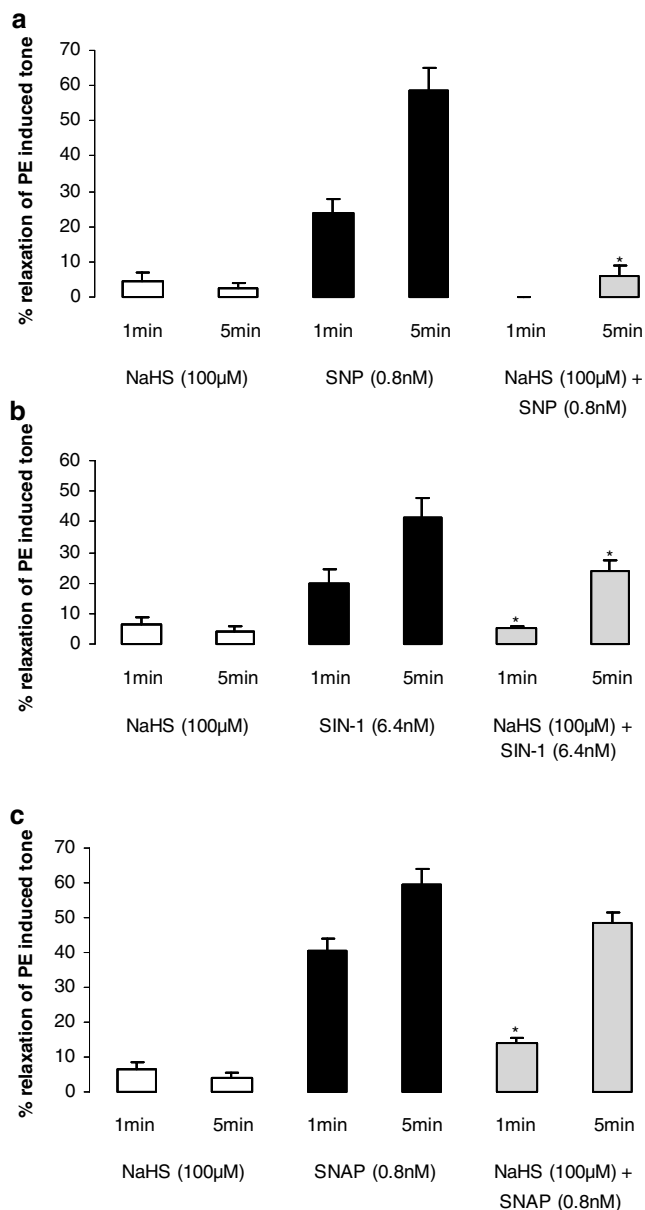 a
% relaxation of PE induced tone
70
60
50
40
30
20
10
0
*
1min 5min 1min 5min 1min 5min
NaHS (100µM) SNP (0.8nM) NaHS (100µM) +
SNP (0.8nM)
b
% relaxation of PE induced tone
60
50
40
30
20
10
0
* *
1min 5min 1min 5min 1min 5min
NaHS (100µM) SIN-1 (6.4nM) NaHS (100µM) +
SIN-1 (6.4nM)
c
% relaxation of PE induced tone
70
60
50
40
30
20
10
0
*
1min 5min 1min 5min 1min 5min
NaHS (100µM) SNAP (0.8nM) NaHS (100µM) +
SNAP (0.8nM)